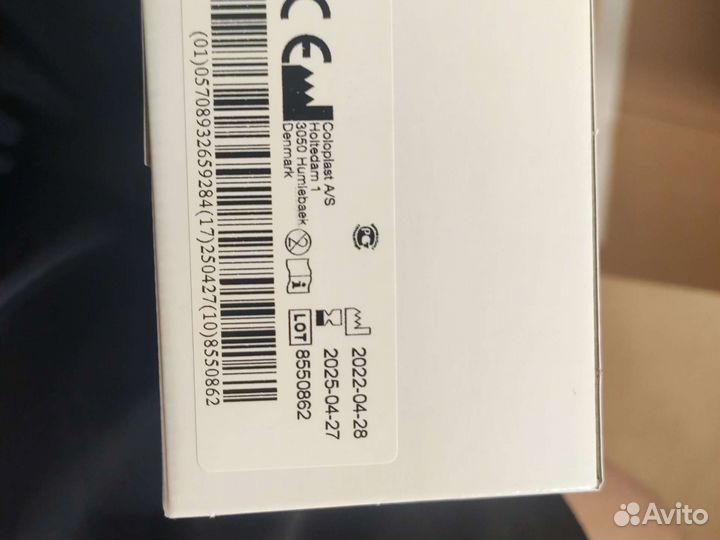 CE
Coloplast A/S
Holtedam 1
3050 Humlebaek
Denmark
PG
2022-04-28
2025-04-27
LOT 8550862
(01)05708932659284(17)250427(10)8550862
Avito